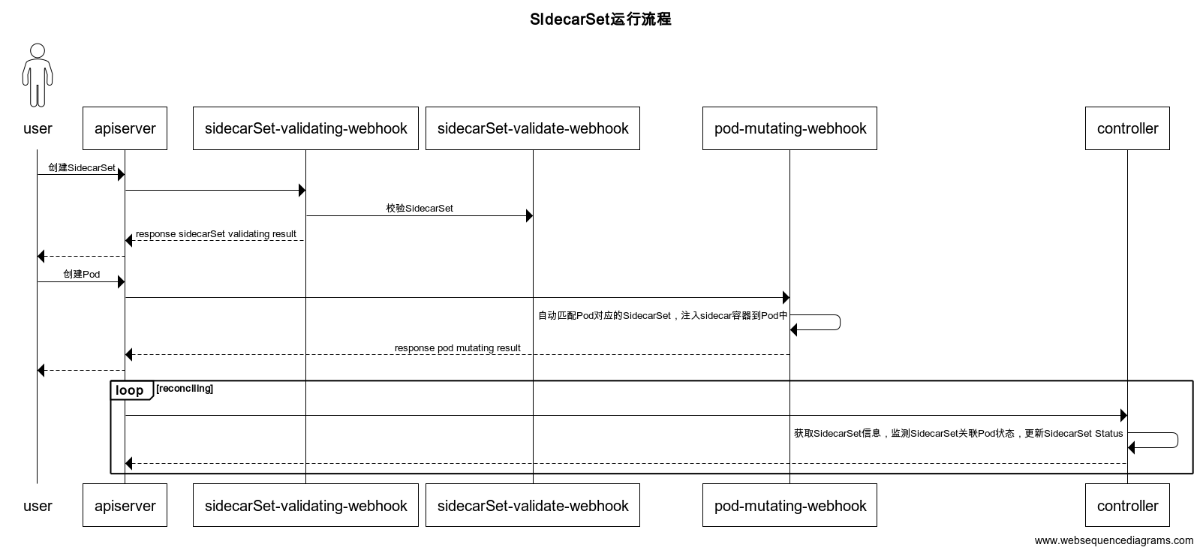 SIdecarSet运行流程
user
apiserver
sidecarSet-validating-webhook
sidecarSet-validate-webhook
pod-mutating-webhook
controller
创建SidecarSet
校验SidecarSet
response sidecarSet validating result
创建Pod
自动匹配Pod对应的SidecarSet，注入sidecar容器到Pod中
response pod mutating result
loop [reconciling]
获取SidecarSet信息，监测SidecarSet关联Pod状态，更新SidecarSet Status
user
apiserver
sidecarSet-validating-webhook
sidecarSet-validate-webhook
pod-mutating-webhook
controller
www.websequencediagrams.com